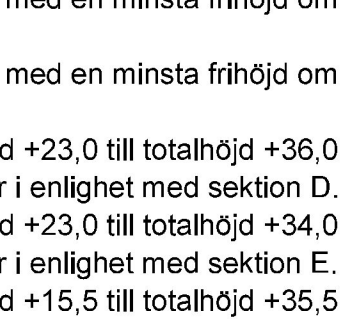 med en minsta frihöjd om
med en minsta frihöjd om
d +23,0 till totalhöjd +36,0
r i enlighet med sektion D.
d +23,0 till totalhöjd +34,0
r i enlighet med sektion E.
d +15,5 till totalhöjd +35,5